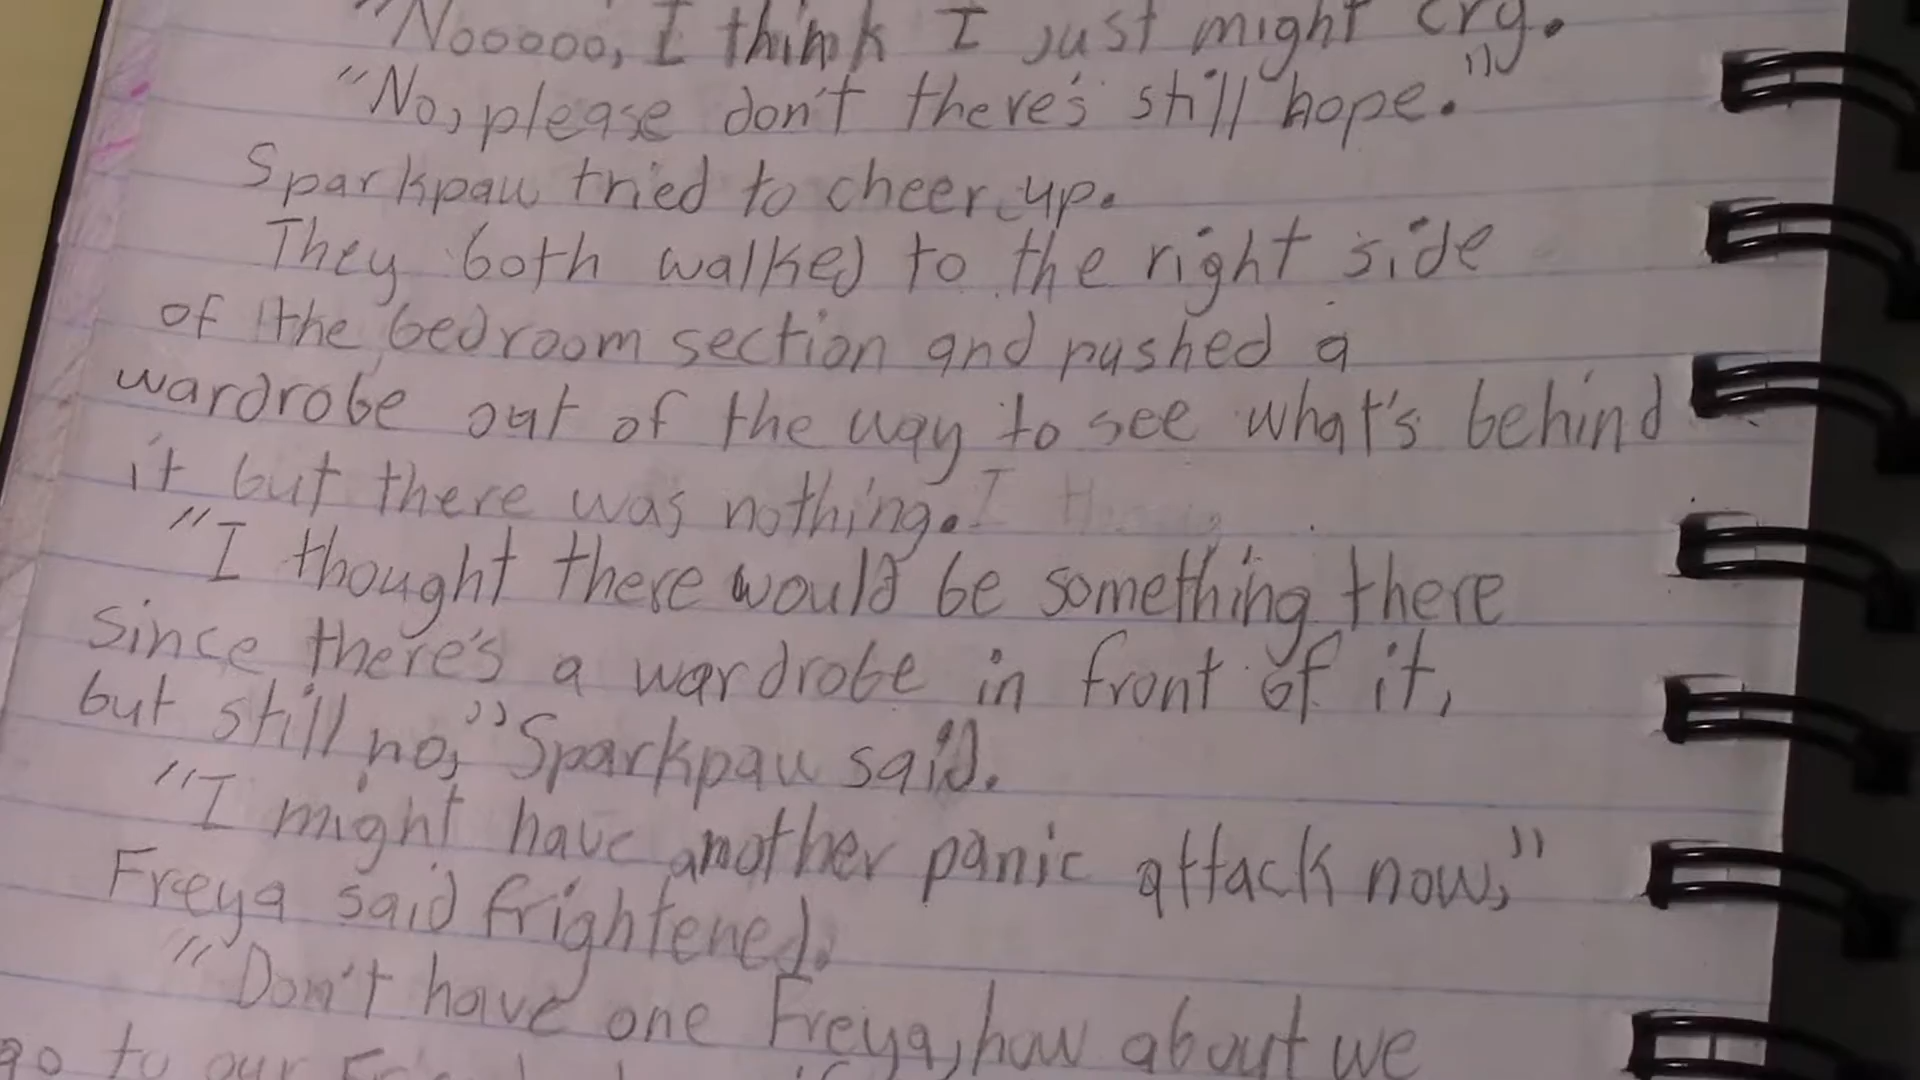 "Nooooo, I think I just might cry.
"No, please don't there's still hope."
Sparkpaw tried to cheer up.
They both walked to the right side
of the bedroom section and pushed a
wardrobe out of the way to see what's behind
it but there was nothing. I
"I thought there would be something there
since there's a wardrobe in front of it,
but still no," Sparkpaw said.
"I might have another panic attack now,"
Freya said frightened.
"Don't have one Freya, how about we
go to our